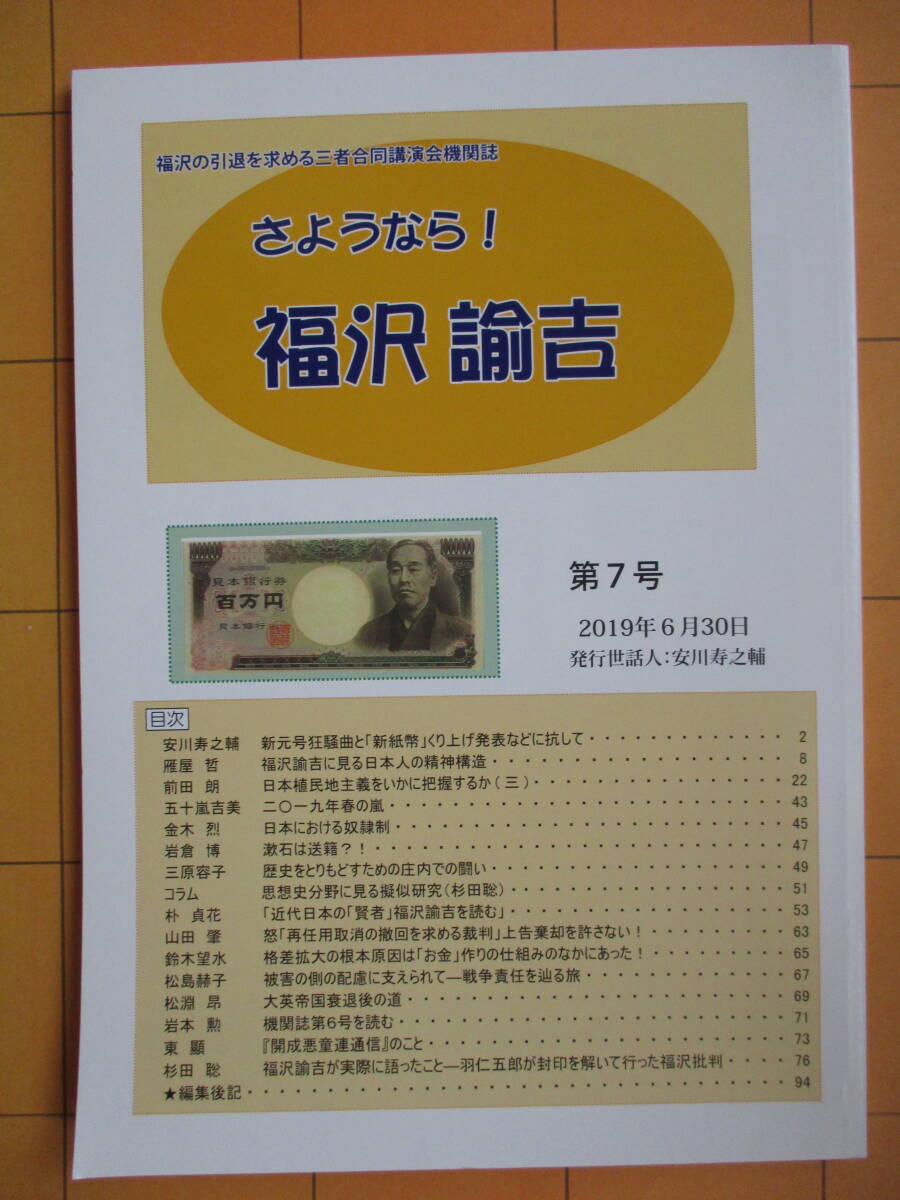 福沢の引退を求める三者合同講演会機関誌
さようなら!
福沢 諭吉
見本銀行券
百万円
見本銀行
第7号
2019年6月30日
発行世話人:安川寿之輔
目次
安川寿之輔 新元号狂騒曲と「新紙幣」くり上げ発表などに抗して・・・・・・・・・・・・・ 2
雁屋 哲 福沢諭吉に見る日本人の精神構造・・・・・・・・・・・・・・・・・・・・ 8
前田 朗 日本植民地主義をいかに把握するか(三)・・・・・・・・・・・・・・・・・ 22
五十嵐吉美 二〇一九年春の嵐・・・・・・・・・・・・・・・・・・・・・・・・・・ 43
金木 烈 日本における奴隷制・・・・・・・・・・・・・・・・・・・・・・・・・・ 45
岩倉 博 漱石は送籍?!・・・・・・・・・・・・・・・・・・・・・・・・・・・ 47
三原容子 歴史をとりもどすための庄内での闘い・・・・・・・・・・・・・・・・・・・ 49
コラム 思想史分野に見る擬似研究(杉田聡)・・・・・・・・・・・・・・・・・・・ 51
朴 貞花 「近代日本の「賢者」福沢諭吉を読む」・・・・・・・・・・・・・・・・・・・ 53
山田 肇 怒「再任用取消の撤回を求める裁判」上告棄却を許さない!・・・・・・・・・・ 63
鈴木望水 格差拡大の根本原因は「お金」作りの仕組みのなかにあった!・・・・・・・・・ 65
松島赫子 被害の側の配慮に支えられて―戦争責任を辿る旅・・・・・・・・・・・・・ 67
松淵 昂 大英帝国衰退後の道・・・・・・・・・・・・・・・・・・・・・・・・・ 69
岩本 勲 機関誌第6号を読む・・・・・・・・・・・・・・・・・・・・・・・・・ 71
東 顯 『開成悪童連通信』のこと・・・・・・・・・・・・・・・・・・・・・・・ 73
杉田 聡 福沢諭吉が実際に語ったこと―羽仁五郎が封印を解いて行った福沢批判・・・・ 76
★編集後記・・・・・・・・・・・・・・・・・・・・・・・・・・・・・・・・・ 94